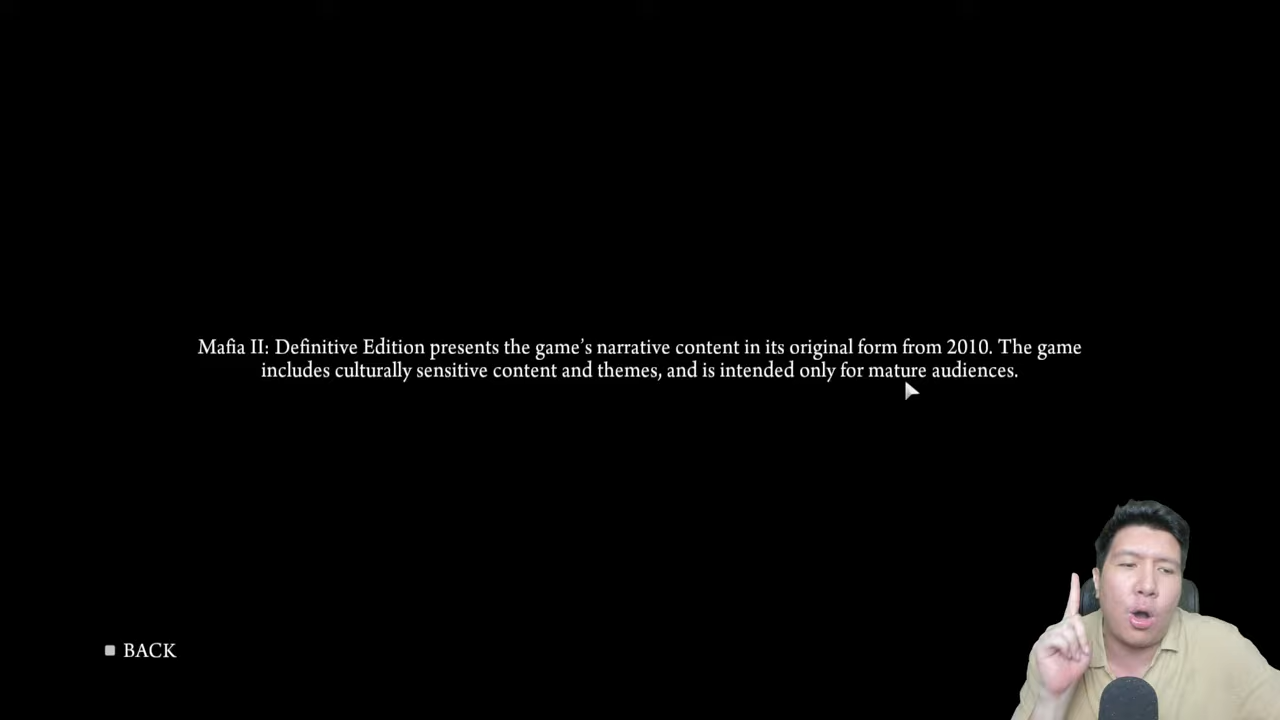 Mafia II: Definitive Edition presents the game's narrative content in its original form from 2010. The game
includes culturally sensitive content and themes, and is intended only for mature audiences.
BACK